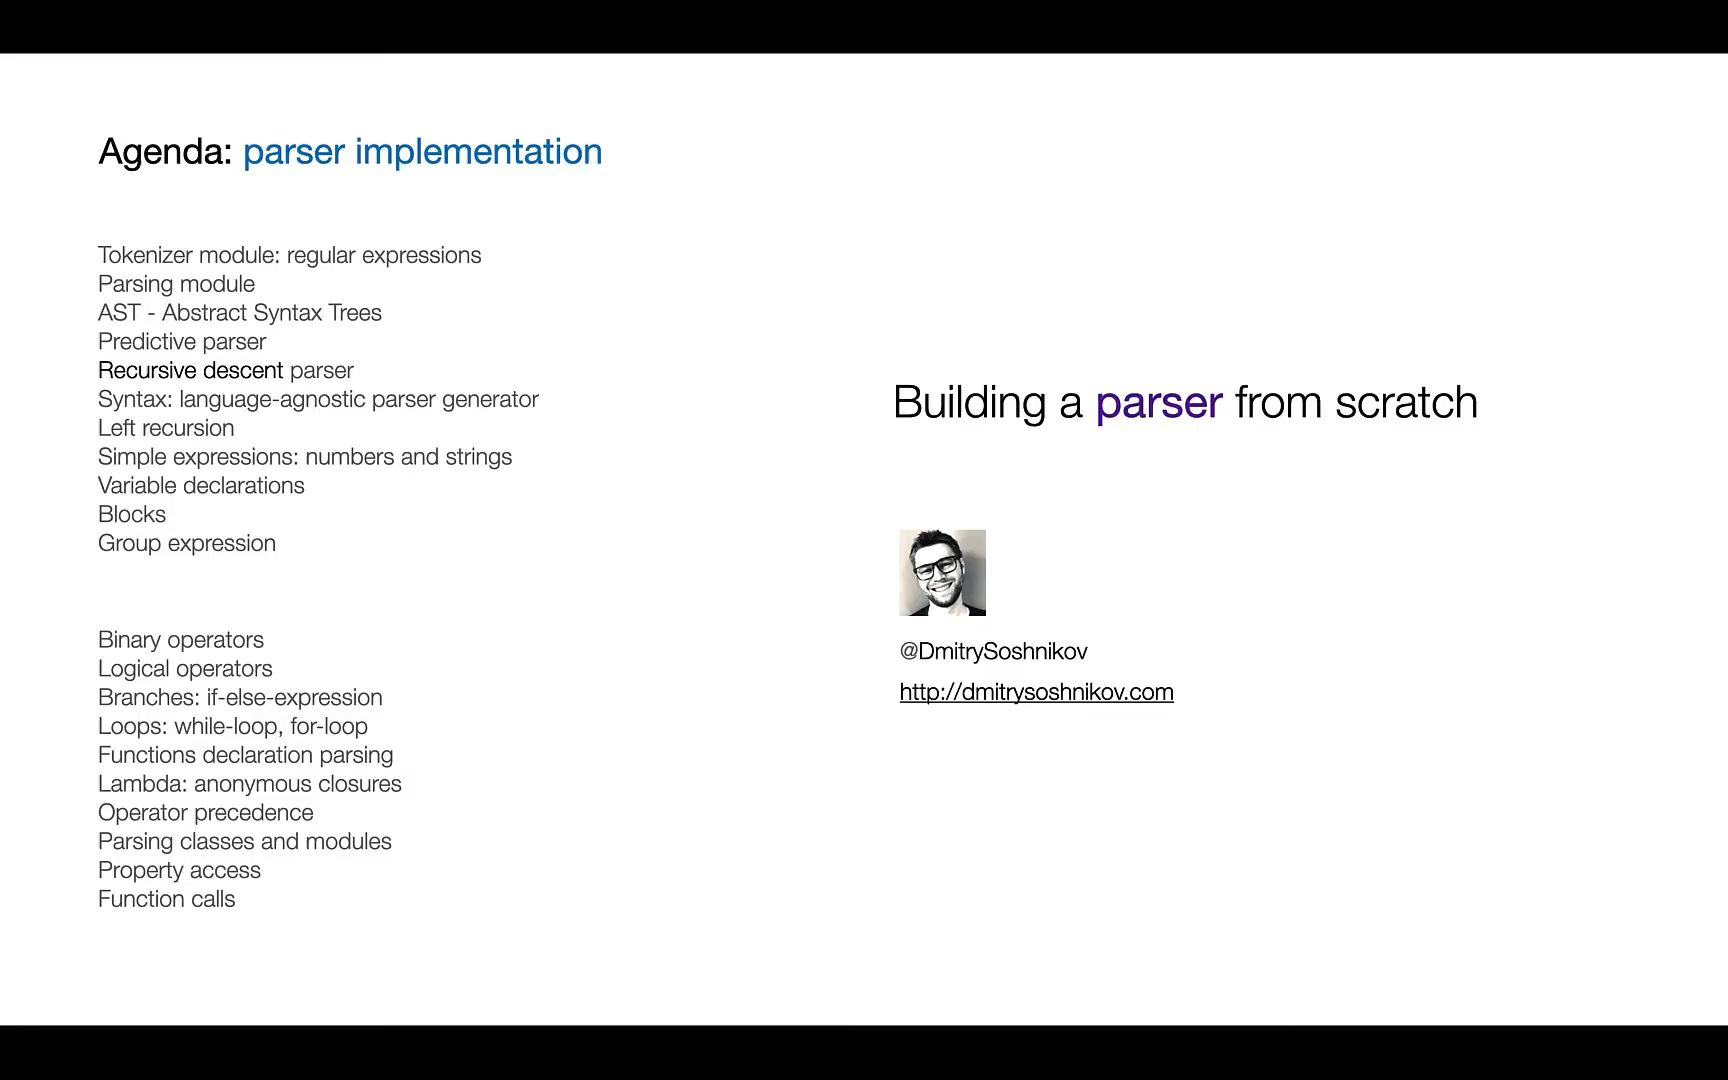 Agenda: parser implementation
Tokenizer module: regular expressions
Parsing module
AST - Abstract Syntax Trees
Predictive parser
Recursive descent parser
Syntax: language-agnostic parser generator
Left recursion
Simple expressions: numbers and strings
Variable declarations
Blocks
Group expression
Binary operators
Logical operators
Branches: if-else-expression
Loops: while-loop, for-loop
Functions declaration parsing
Lambda: anonymous closures
Operator precedence
Parsing classes and modules
Property access
Function calls
Building a parser from scratch
@DmitrySoshnikov
http://dmitrysoshnikov.com